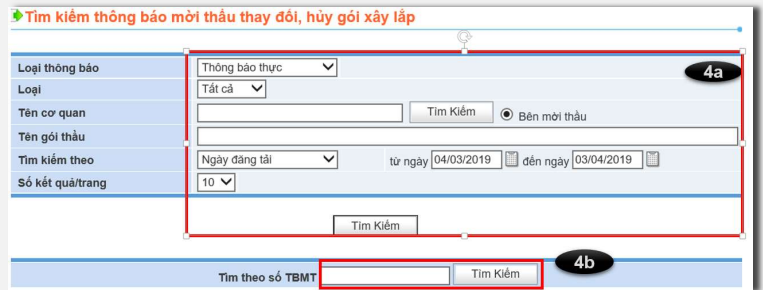 Tìm kiếm thông báo mời thầu thay đổi, hủy gói xây lắp
Loại thông báo Thông báo thực 4a
Loại Tất cả
Tên cơ quan Tìm Kiếm Bên mời thầu
Tên gói thầu
Tìm kiếm theo Ngày đăng tải từ ngày 04/03/2019 đến ngày 03/04/2019
Số kết quả/trang 10
Tìm Kiếm
Tìm theo số TBMT Tìm Kiếm 4b